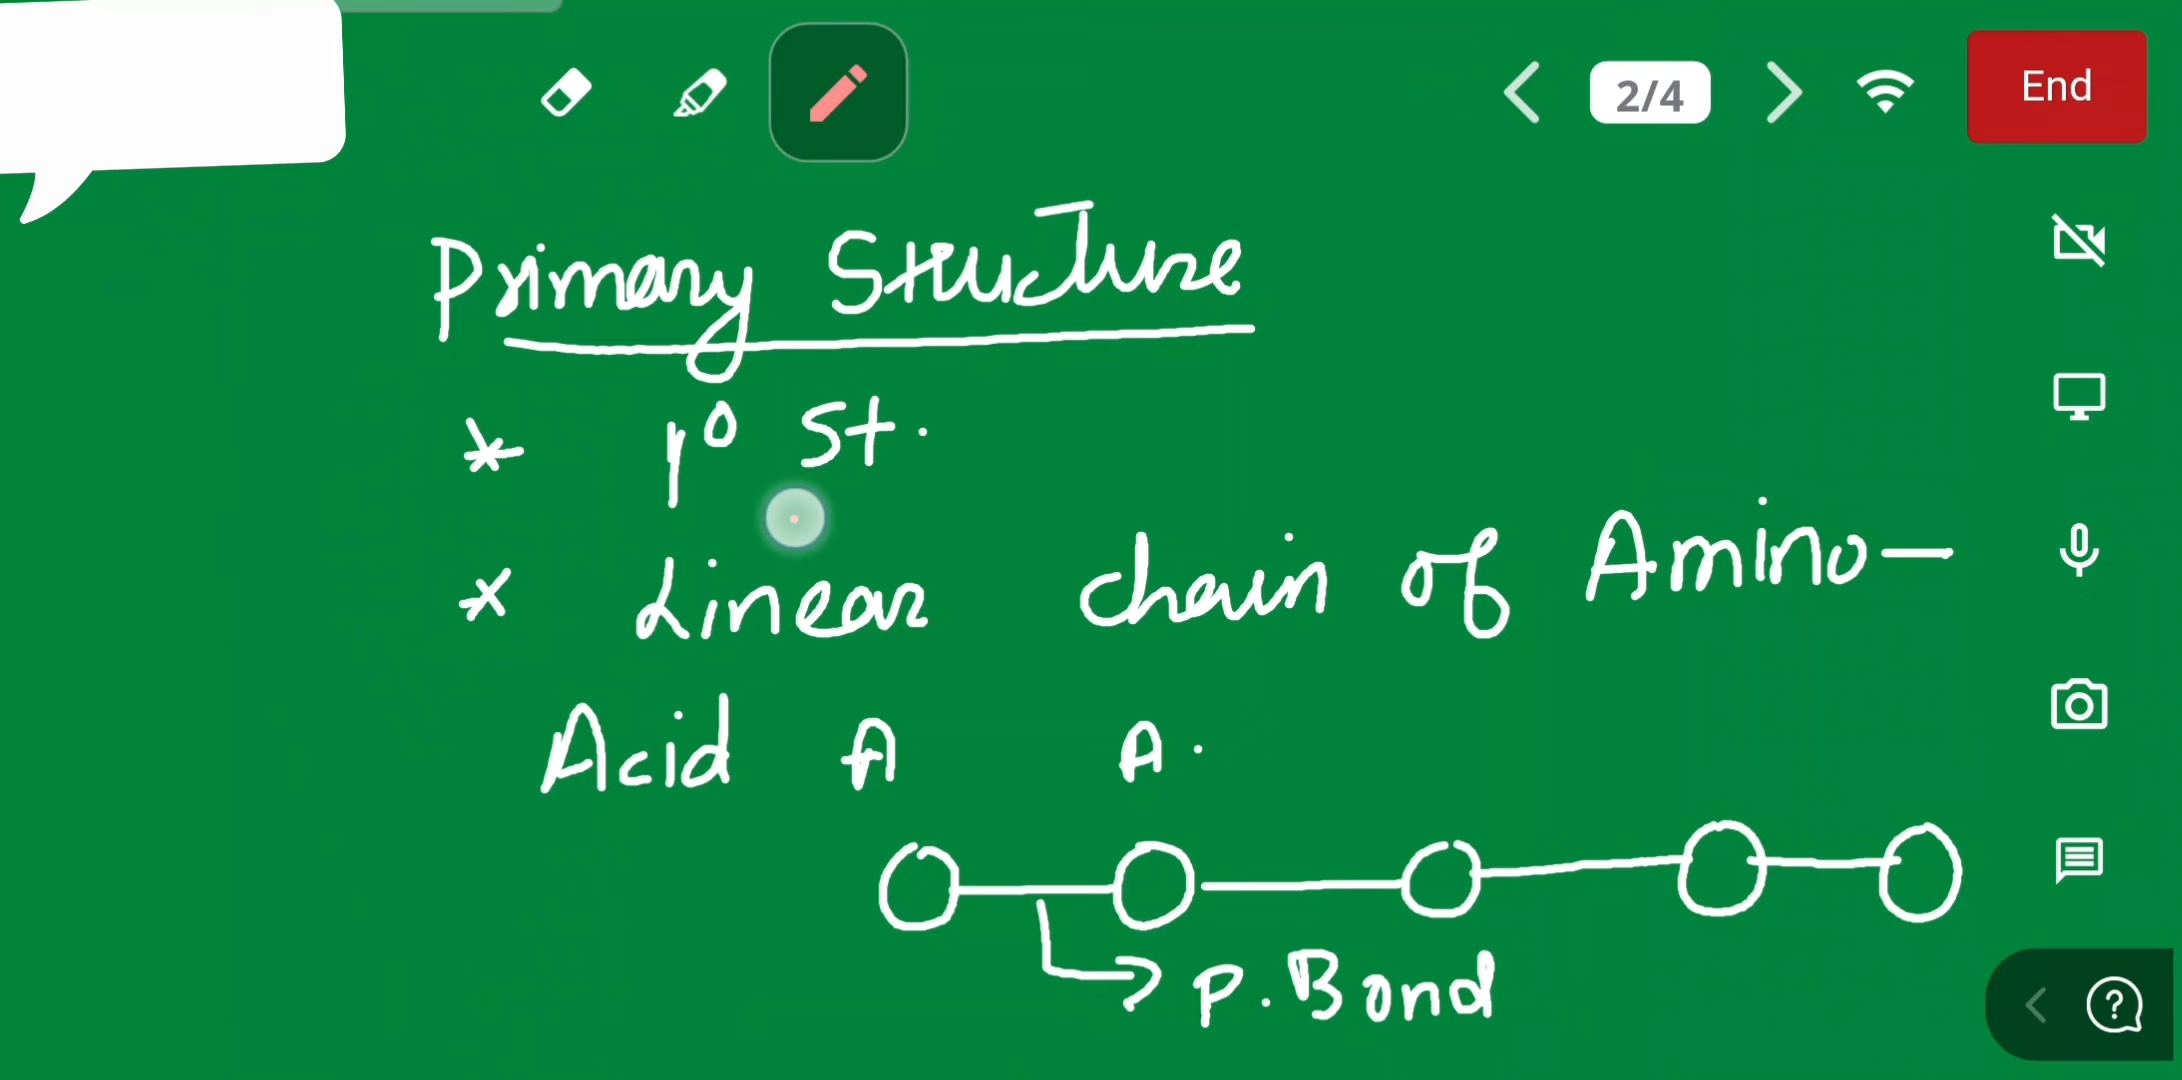 2/4
End
Primary Structure
* 1° St.
* Linear chain of Amino-
Acid A A.
P. Bond